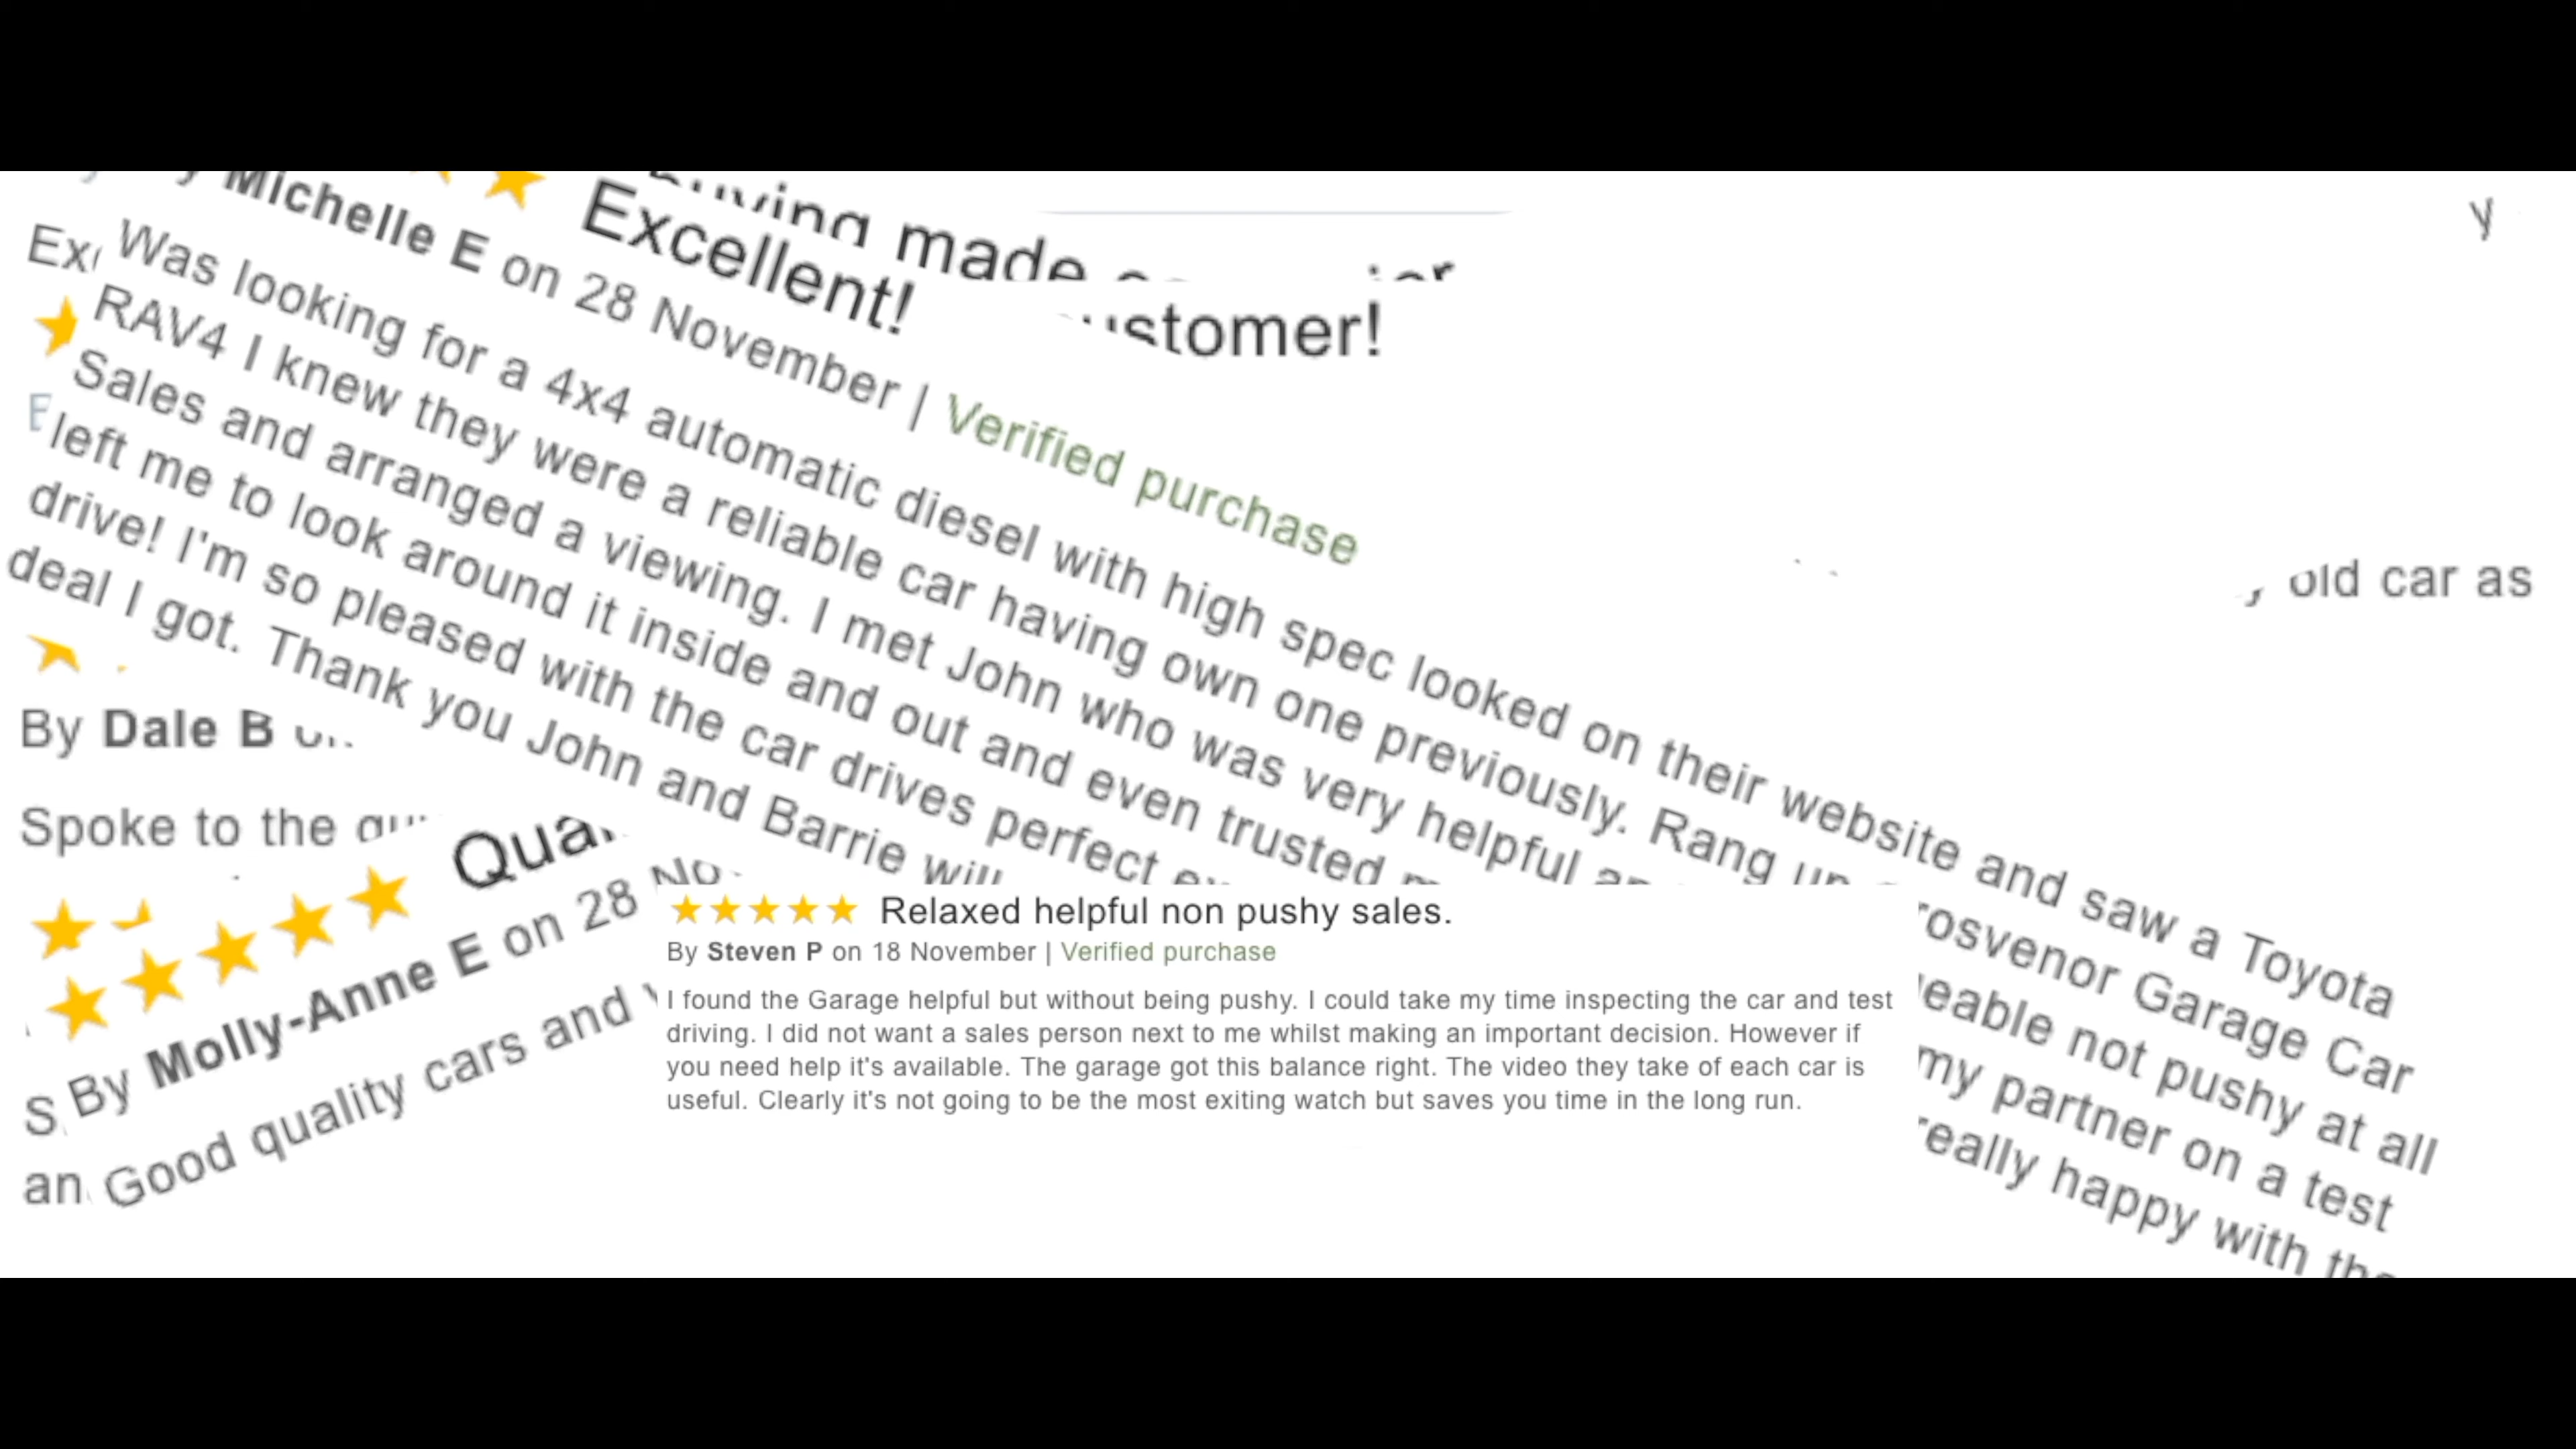 Buying made
Excellent!
By Michelle E on 28 November | Verified purchase
Was looking for a 4x4 automatic diesel with high spec looked on their website and saw a Toyota
RAV4 I knew they were a reliable car having own one previously. Rang up rosvenor Garage Car
Sales and arranged a viewing. I met John who was very helpful eable not pushy at all
left me to look around it inside and out and even trusted my partner on a test
drive! I'm so pleased with the car drives perfect really happy with the
deal I got. Thank you John and Barrie will
ustomer!
old car as
By Dale B
Spoke to the
By Molly-Anne E on 28
Good quality cars and
an
Relaxed helpful non pushy sales.
By Steven P on 18 November | Verified purchase
I found the Garage helpful but without being pushy. I could take my time inspecting the car and test
driving. I did not want a sales person next to me whilst making an important decision. However if
you need help it's available. The garage got this balance right. The video they take of each car is
useful. Clearly it's not going to be the most exiting watch but saves you time in the long run.